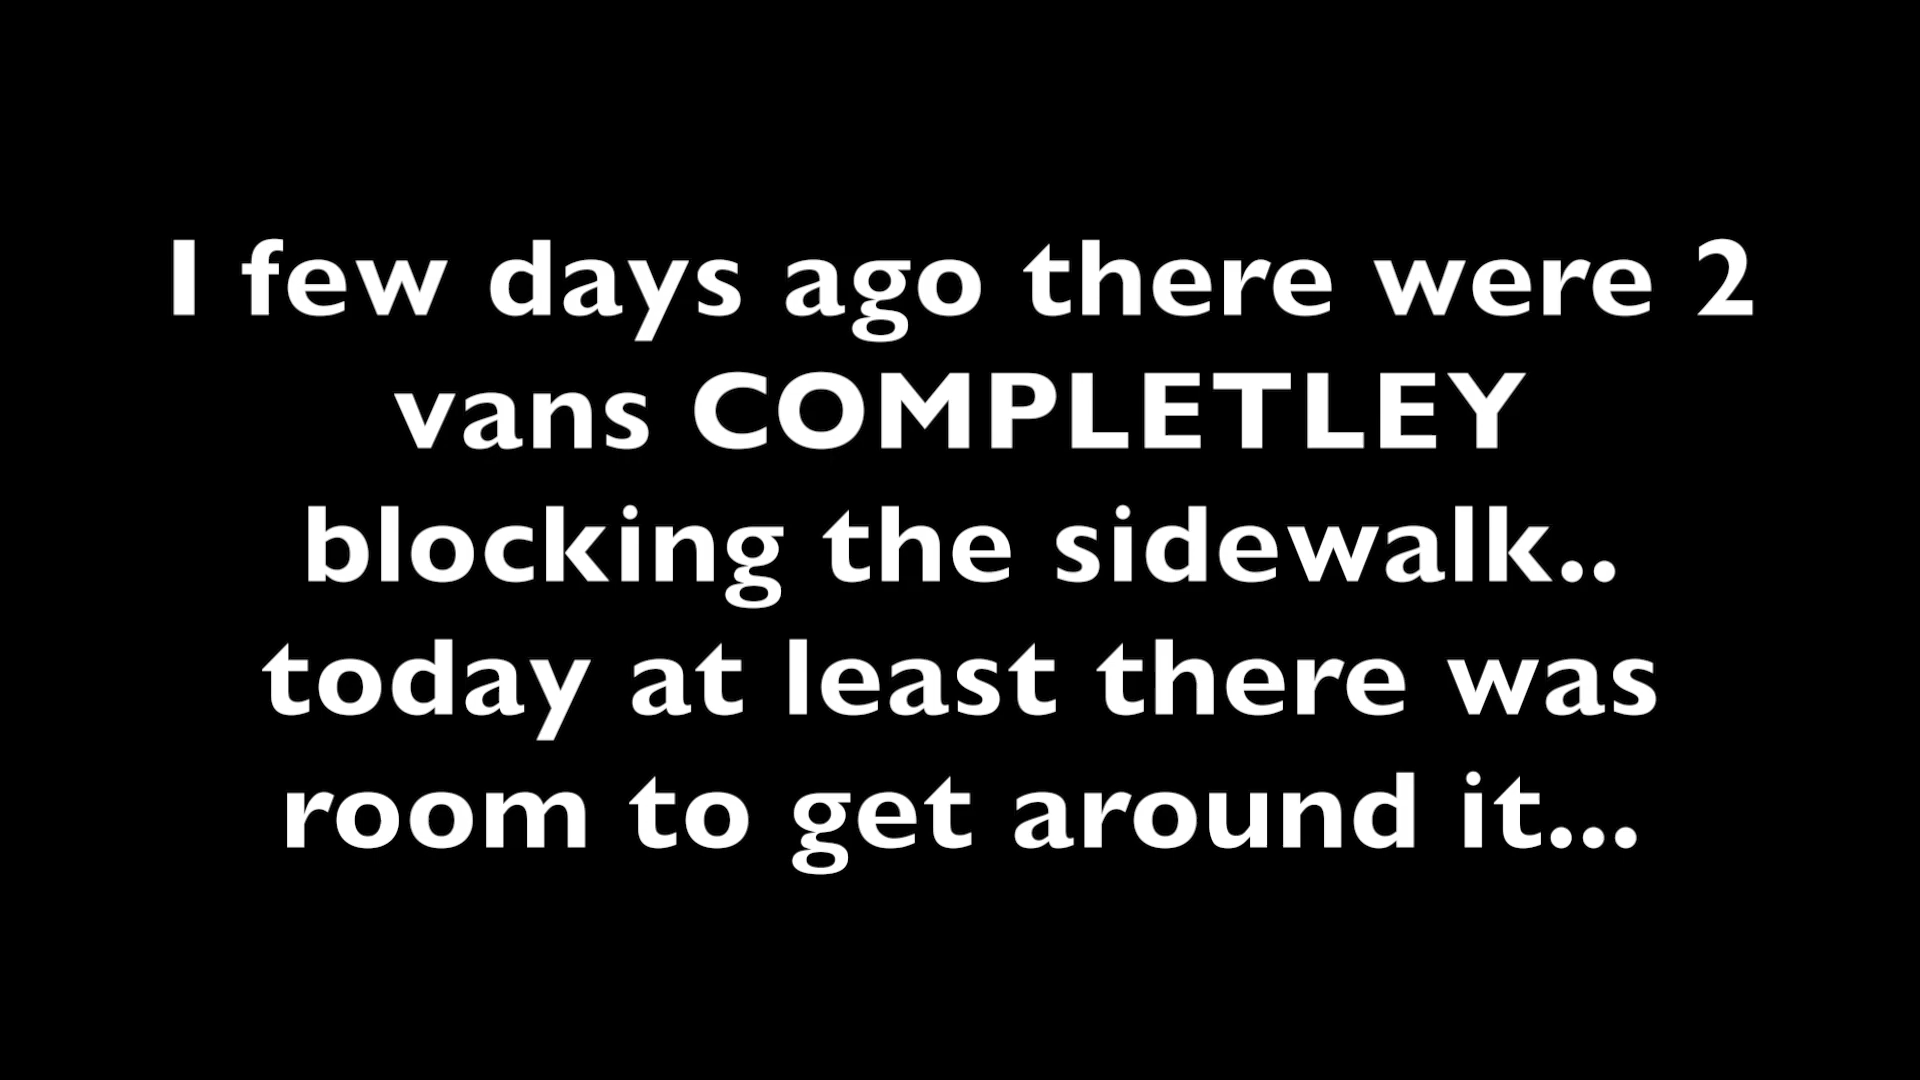 I few days ago there were 2
vans COMPLETLEY
blocking the sidewalk..
today at least there was
room to get around it...